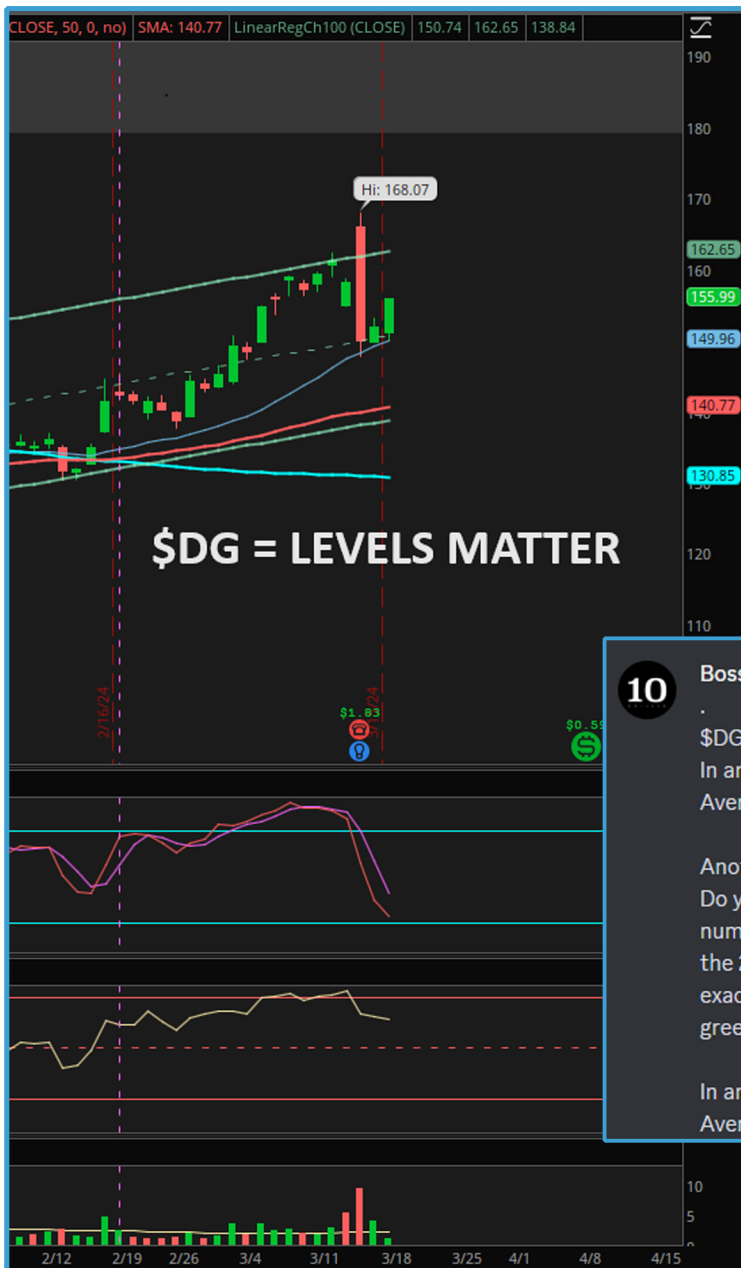 CLOSE, 50, 0, no) SMA: 140.77 LinearRegCh100 (CLOSE) 150.74 162.65 138.84
190
180
170
Hi: 168.07
162.65
160
155.99
149.96
140.77
130.85
120
$DG = LEVELS MATTER
110
2/16/24
$1.83
$0.59
10
Boss
.
$DG
In an
Aver
Anot
Do y
num
the 2
exac
gree
In an
Aver
10
5
0
2/12 2/19 2/26 3/4 3/11 3/18 3/25 4/1 4/8 4/15